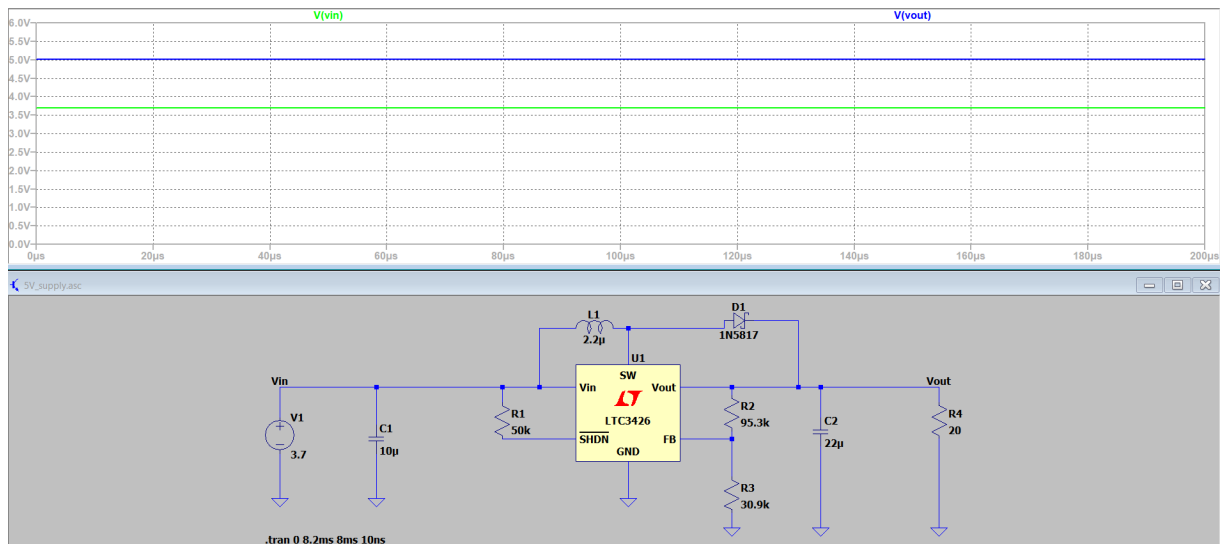 V(vin)
V(vout)
6.0V
5.5V
5.0V
4.5V
4.0V
3.5V
3.0V
2.5V
2.0V
1.5V
1.0V
0.5V
0.0V
0µs
20µs
40µs
60µs
80µs
100µs
120µs
140µs
160µs
180µs
200µs
5V_supply.asc
L1
2.2µ
D1
1N5817
U1
SW
Vin
Vin
Vout
Vout
LTC3426
SHDN
FB
GND
V1
3.7
C1
10µ
R1
50k
R2
95.3k
R3
30.9k
C2
22µ
R4
20
.tran 0 8.2ms 8ms 10ns